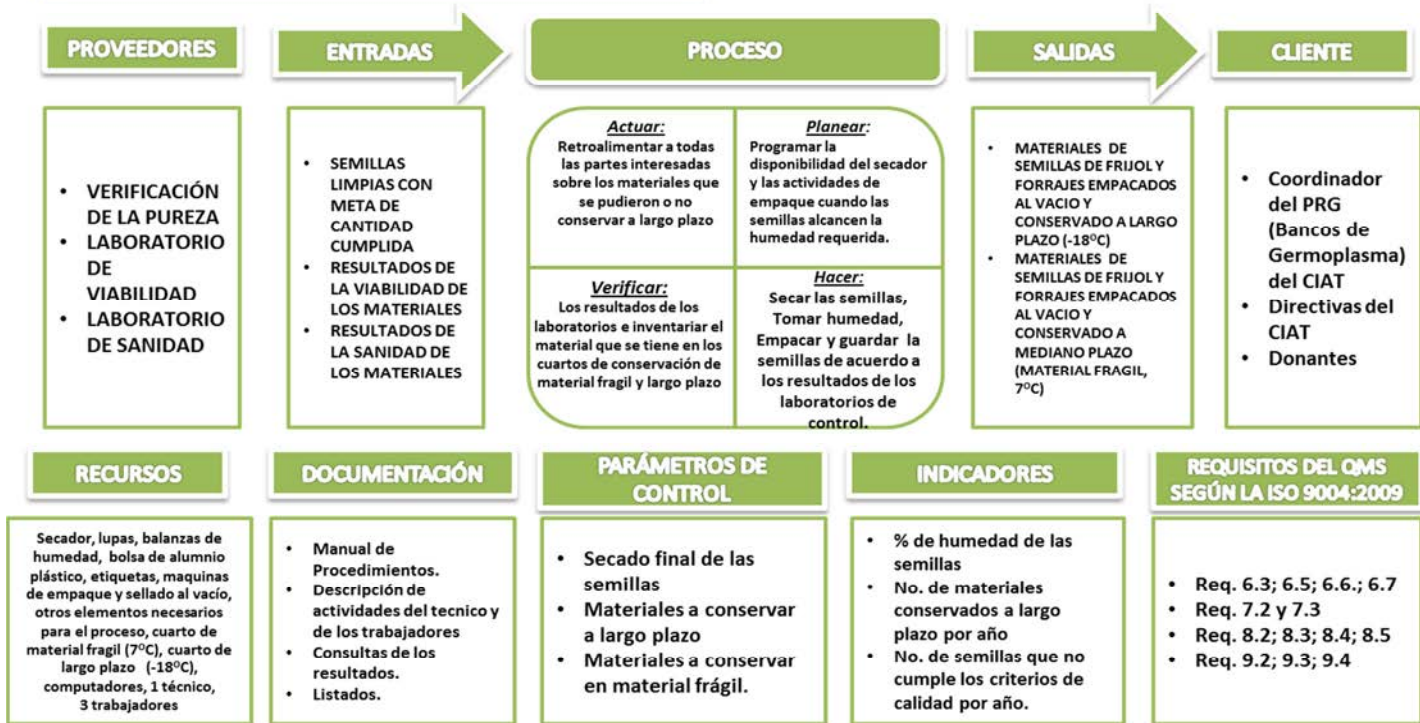 PROVEEDORES
ENTRADAS
PROCESO
SALIDAS
CLIENTE
• VERIFICACIÓN
DE LA PUREZA
• LABORATORIO
DE
VIABILIDAD
• LABORATORIO
DE SANIDAD
• SEMILLAS
LIMPIAS CON
META DE
CANTIDAD
CUMPLIDA
• RESULTADOS DE
LA VIABILIDAD DE
LOS MATERIALES
• RESULTADOS DE
LA SANIDAD DE
LOS MATERIALES
Actuar:
Retroalimentar a todas
las partes interesadas
sobre los materiales que
se pudieron o no
conservar a largo plazo
Planear:
Programar la
disponibilidad del secador
y las actividades de
empaque cuando las
semillas alcancen la
humedad requerida.
Verificar:
Los resultados de los
laboratorios e inventariar el
material que se tiene en los
cuartos de conservación de
material fragil y largo plazo
Hacer:
Secar las semillas,
Tomar humedad,
Empacar y guardar la
semillas de acuerdo a
los resultados de los
laboratorios de
control.
• MATERIALES DE
SEMILLAS DE FRIJOL Y
FORRAJES EMPACADOS
AL VACIO Y
CONSERVADO A LARGO
PLAZO (-18ºC)
• MATERIALES DE
SEMILLAS DE FRIJOL Y
FORRAJES EMPACADOS
AL VACIO Y
CONSERVADO A
MEDIANO PLAZO
(MATERIAL FRAGIL,
7ºC)
• Coordinador
del PRG
(Bancos de
Germoplasma)
del CIAT
• Directivas del
CIAT
• Donantes
RECURSOS
DOCUMENTACIÓN
PARÁMETROS DE
CONTROL
INDICADORES
REQUISITOS DEL QMS
SEGÚN LA ISO 9004:2009
Secador, lupas, balanzas de
humedad, bolsa de alumnio
plástico, etiquetas, maquinas
de empaque y sellado al vacío,
otros elementos necesarios
para el proceso, cuarto de
material fragil (7ºC), cuarto de
largo plazo (-18ºC),
computadores, 1 técnico,
3 trabajadores
• Manual de
Procedimientos.
• Descripción de
actividades del tecnico y
de los trabajadores
• Consultas de los
resultados.
• Listados.
• Secado final de las
semillas
• Materiales a conservar
a largo plazo
• Materiales a conservar
en material frágil.
• % de humedad de las
semillas
• No. de materiales
conservados a largo
plazo por año
• No. de semillas que no
cumple los criterios de
calidad por año.
• Req. 6.3; 6.5; 6.6.; 6.7
• Req. 7.2 y 7.3
• Req. 8.2; 8.3; 8.4; 8.5
• Req. 9.2; 9.3; 9.4